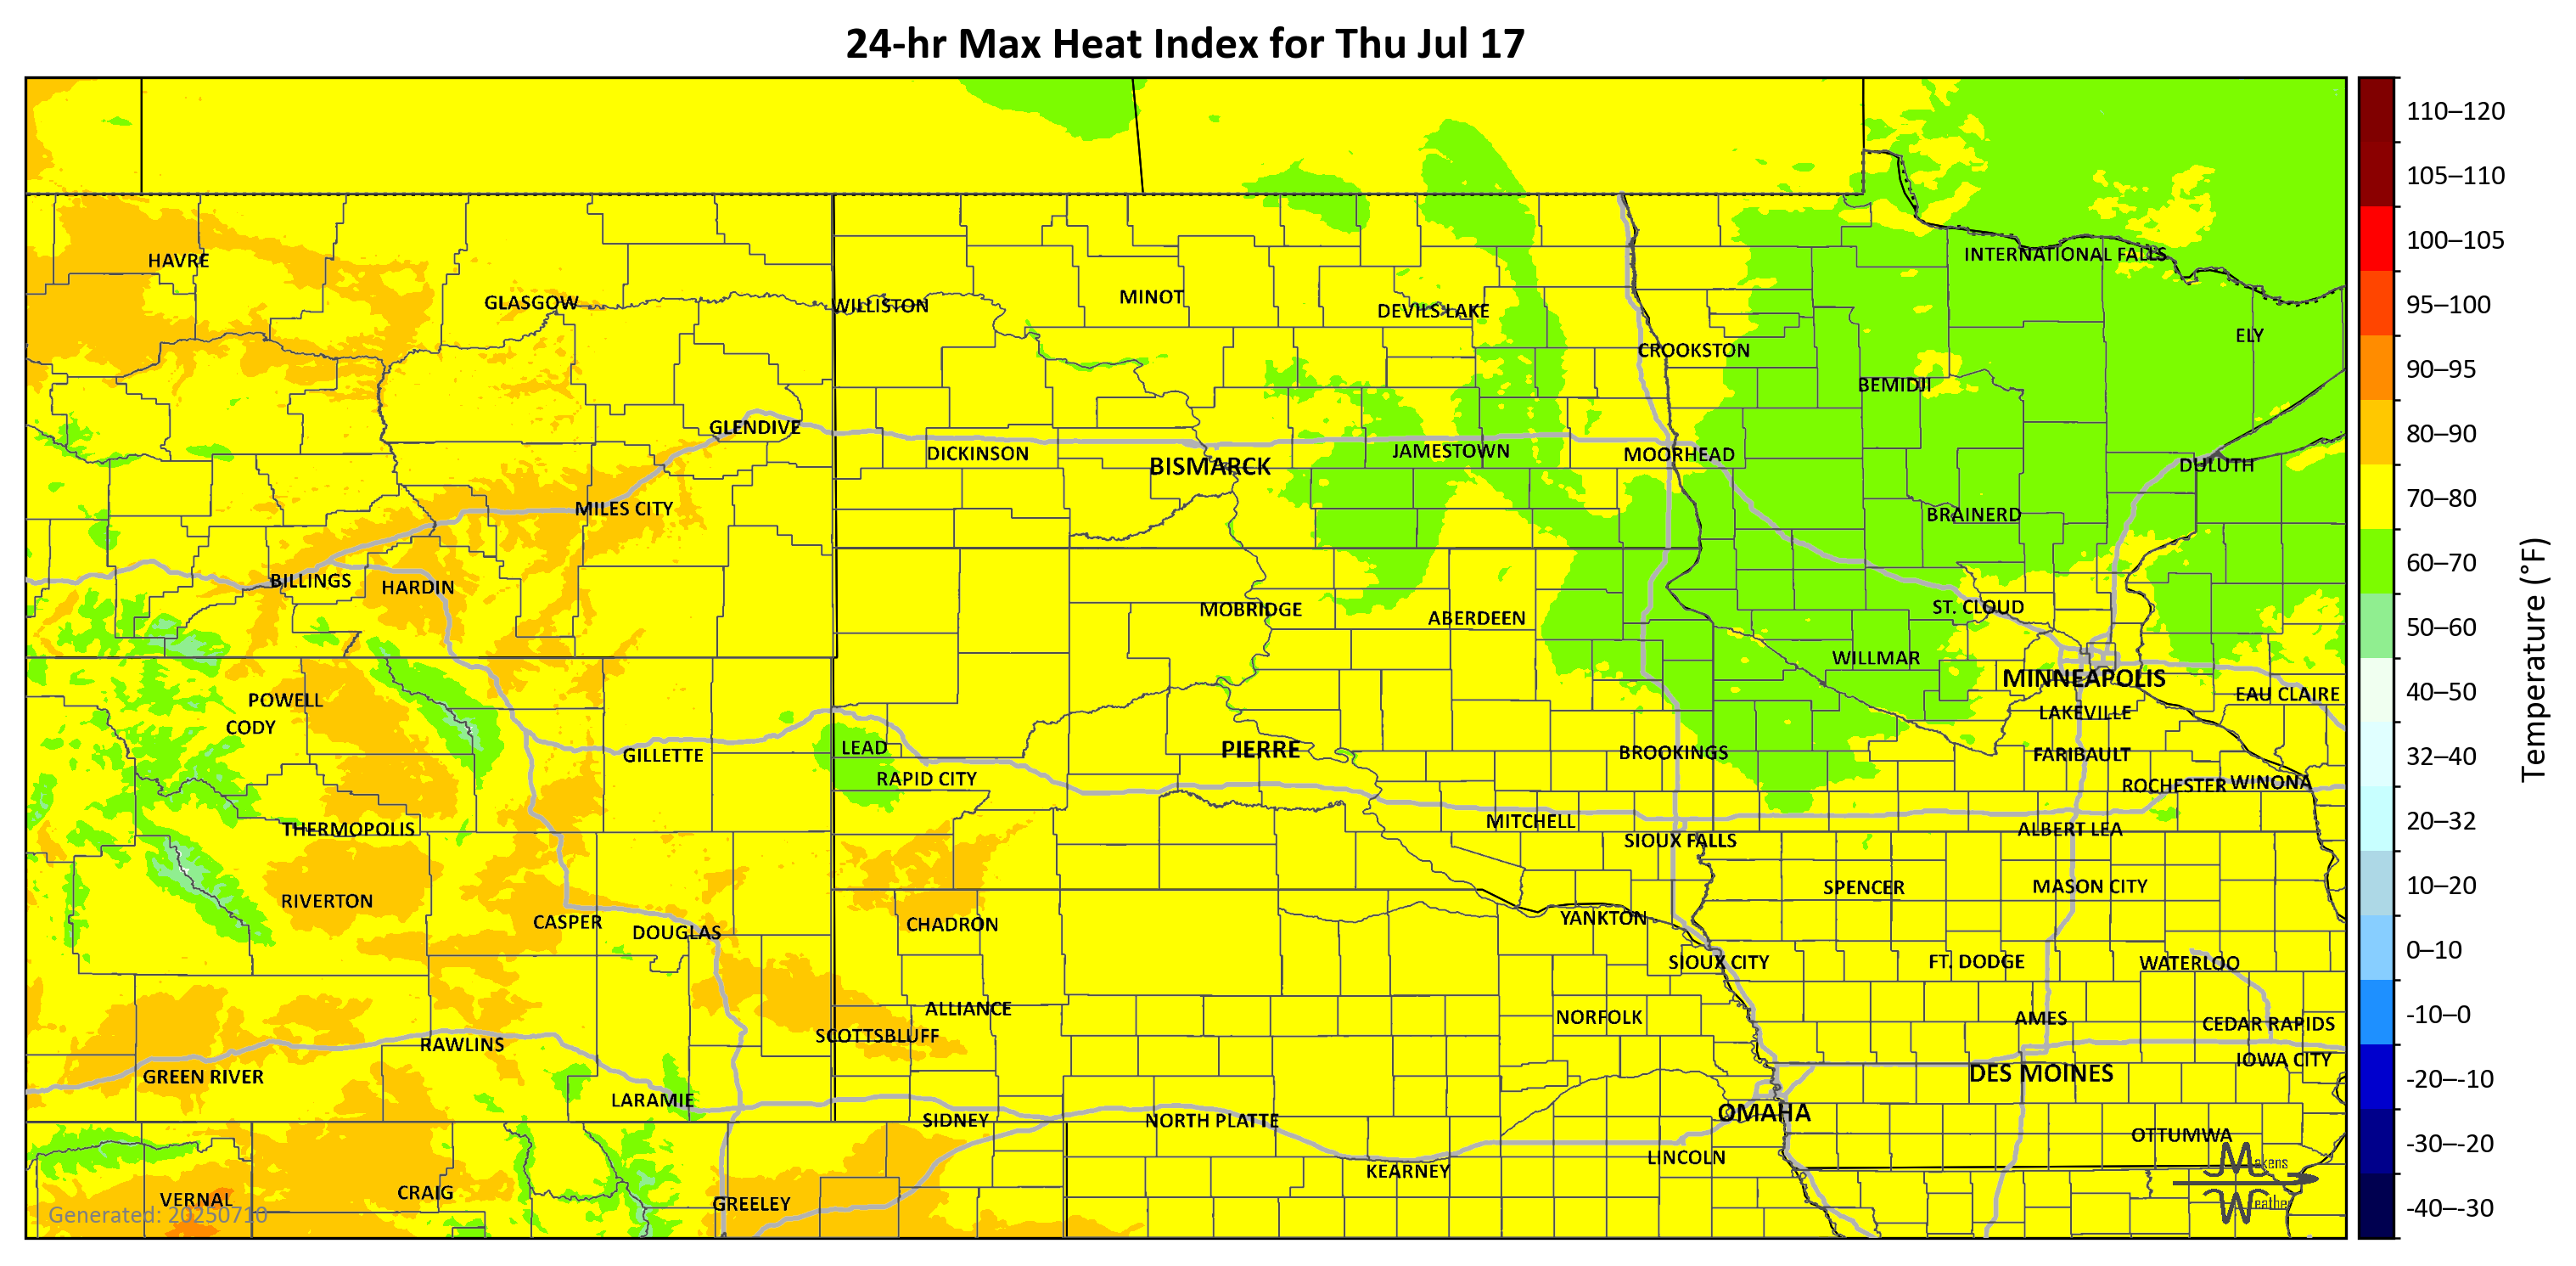 24-hr Max Heat Index for Thu Jul 17
110–120
105–110
INTERNATIONAL FALLS
100–105
HAVRE
GLASGOW
WILLISTON
MINOT
DEVILS LAKE
95–100
ELY
CROOKSTON
90–95
BEMIDJI
GLENDIVE
DICKINSON
BISMARCK
JAMESTOWN
MOORHEAD
DULUTH
80–90
MILES CITY
BRAINERD
70–80
BILLINGS
HARDIN
60–70
MOBRIDGE
ABERDEEN
ST. CLOUD
50–60
WILLMAR
MINNEAPOLIS
EAU CLAIRE
40–50
POWELL
CODY
LAKEVILLE
Temperature (°F)
GILLETTE
LEAD
RAPID CITY
PIERRE
BROOKINGS
FARIBAULT
32–40
ROCHESTER
WINONA
THERMOPOLIS
MITCHELL
SIOUX FALLS
ALBERT LEA
20–32
RIVERTON
SPENCER
MASON CITY
10–20
CASPER
DOUGLAS
CHADRON
YANKTON
SIOUX CITY
FT. DODGE
WATERLOO
0–10
ALLIANCE
SCOTTSBLUFF
NORFOLK
AMES
CEDAR RAPIDS
-10–0
RAWLINS
GREEN RIVER
IOWA CITY
DES MOINES
-20–-10
LARAMIE
SIDNEY
NORTH PLATTE
OMAHA
OTTUMWA
-30–-20
KEARNEY
LINCOLN
Makens
Weather
VERNAL
CRAIG
GREELEY
-40–-30
Generated: 20250710